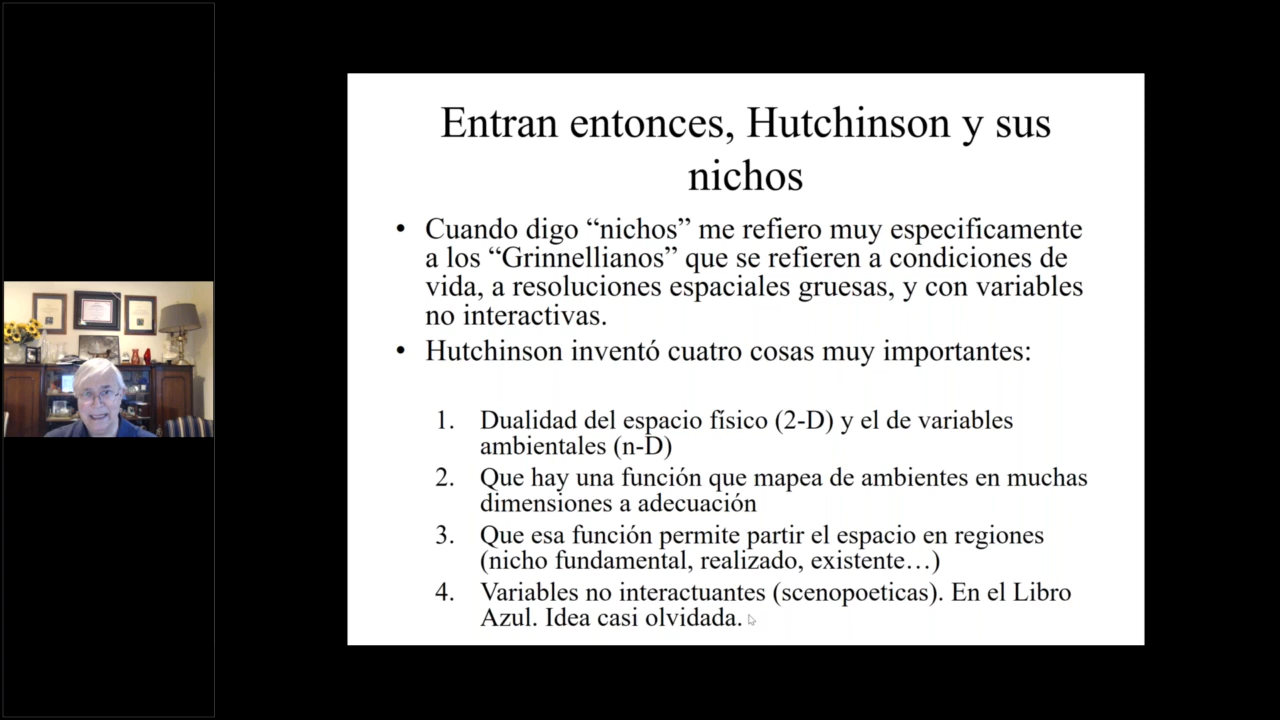 Entran entonces, Hutchinson y sus
nichos
• Cuando digo “nichos” me refiero muy especificamente
a los “Grinnellianos” que se refieren a condiciones de
vida, a resoluciones espaciales gruesas, y con variables
no interactivas.
• Hutchinson inventó cuatro cosas muy importantes:
1. Dualidad del espacio físico (2-D) y el de variables
ambientales (n-D)
2. Que hay una función que mapea de ambientes en muchas
dimensiones a adecuación
3. Que esa función permite partir el espacio en regiones
(nicho fundamental, realizado, existente…)
4. Variables no interactuantes (scenopoeticas). En el Libro
Azul. Idea casi olvidada.